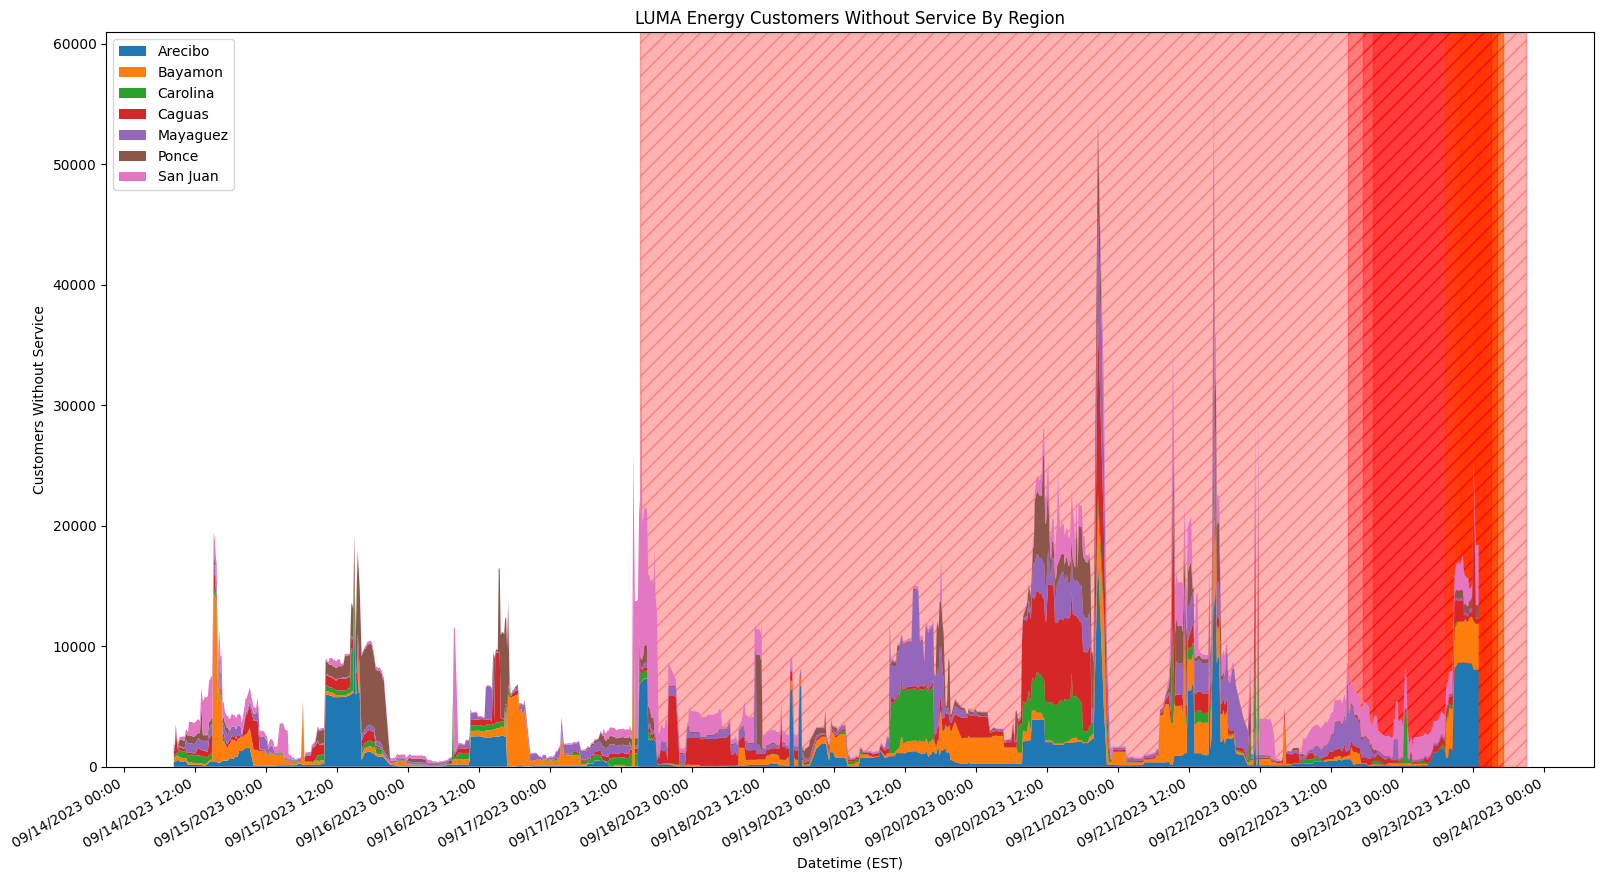 LUMA Energy Customers Without Service By Region
60000
50000
40000
30000
20000
10000
0
Customers Without Service
Arecibo
Bayamon
Carolina
Caguas
Mayaguez
Ponce
San Juan
09/14/2023 00:00
09/14/2023 12:00
09/15/2023 00:00
09/15/2023 12:00
09/16/2023 00:00
09/16/2023 12:00
09/17/2023 00:00
09/17/2023 12:00
09/18/2023 00:00
09/18/2023 12:00
09/19/2023 00:00
09/19/2023 12:00
09/20/2023 00:00
09/20/2023 12:00
09/21/2023 00:00
09/21/2023 12:00
09/22/2023 00:00
09/22/2023 12:00
09/23/2023 00:00
09/23/2023 12:00
09/24/2023 00:00
Datetime (EST)